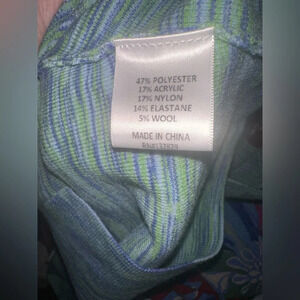 47% POLYESTER
17% ACRYLIC
17% NYLON
14% ELASTANE
5% WOOL
MADE IN CHINA